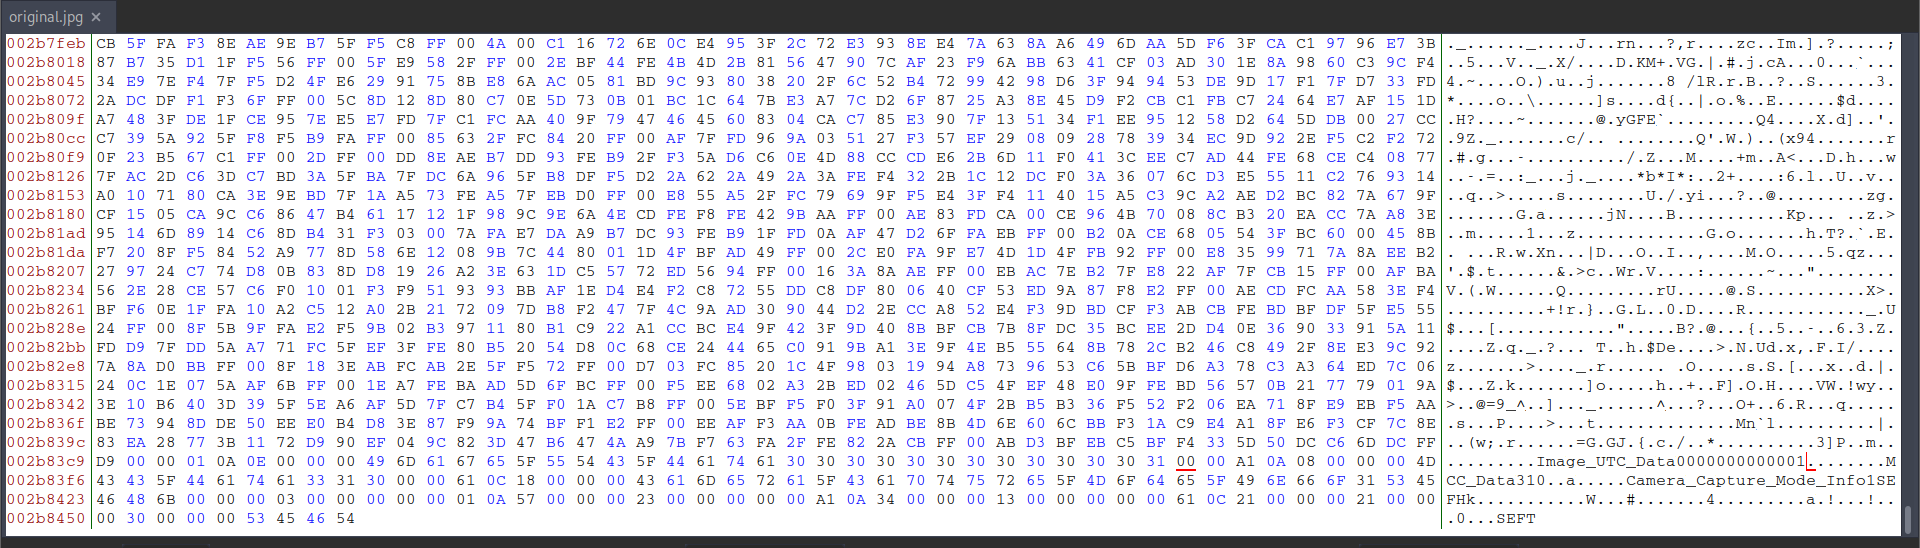 original.jpg ×
002b7feb CB 5F FA F3 8E AE 9E B7 5F F5 C8 FF 00 4A 00 C1 16 72 6E 0C E4 95 3F 2C 72 E3 93 8E E4 7A 63 8A A6 49 6D AA 5D F6 3F CA C1 97 96 E7 3B ._......_....J...rn...?,r....zc..Im.].?.....;
002b8018 87 B7 35 D1 1F F5 56 FF 00 5F E9 58 2F FF 00 2E BF 44 FE 4B 4D 2B 81 56 47 90 7C AF 23 F9 6A BB 63 41 CF 03 AD 30 1E 8A 98 60 C3 9C F4 ..5...V.._.X/....D.KM+.VG.|.#.j.cA...0...`...
002b8045 34 E9 7E F4 7F F5 D2 4F E6 29 91 75 8B E8 6A AC 05 81 BD 9C 93 80 38 20 2F 6C 52 B4 72 99 42 98 D6 3F 94 94 53 DE 9D 17 F1 7F D7 33 FD 4.~....O.).u..j.......8 /lR.r.B..?..S......3.
002b8072 2A DC DF F1 F3 6F FF 00 5C 8D 12 8D 80 C7 0E 5D 73 0B 01 BC 1C 64 7B E3 A7 7C D2 6F 87 25 A3 8E 45 D9 F2 CB C1 FB C7 24 64 E7 AF 15 1D *....o..\......]s....d{..|.o.%..E......$d....
002b809f A7 48 3F DE 1F CE 95 7E E5 E7 FD 7F C1 FC AA 40 9F 79 47 46 45 60 83 04 CA C7 85 E3 90 7F 13 51 34 F1 EE 95 12 58 D2 64 5D DB 00 27 CC
002b80cc C7 39 5A 92 5F F8 F5 B9 FA FF 00 85 63 2F FC 84 20 FF 00 AF 7F FD 96 9A 03 51 27 F3 57 EF 29 08 09 28 78 39 34 EC 9D 92 2E F5 C2 F2 72 .9Z._.......c/.. ........Q'.W.)..(x94.......r
002b80f9 0F 23 B5 67 C1 FF 00 2D FF 00 DD 8E AE B7 DD 93 FE B9 2F F3 5A D6 C6 0E 4D 88 CC CD E6 2B 6D 11 F0 41 3C EE C7 AD 44 FE 68 CE C4 08 77 .#.g...-........../.Z...M....+m..A<...D.h...w
002b8126 7F AC 2D C6 3D C7 BD 3A 5F BA 7F DC 6A 96 5F B8 DF F5 D2 2A 62 2A 49 2A 3A FE F4 32 2B 1C 12 DC F0 3A 36 07 6C D3 E5 55 11 C2 76 93 14 ..-.=..:_...j._....*b*I*:..2+....:6.l..U..v..
002b8153 A0 10 71 80 CA 3E 9E BD 7F 1A A5 73 FE A5 7F EB D0 FF 00 E8 55 A5 2F FC 79 69 9F F5 E4 3F F4 11 40 15 A5 C3 9C A2 AE D2 BC 82 7A 67 9F ..q..>.....s........U./.yi...?..@.........zg.
002b8180 CF 15 05 CA 9C C6 86 47 B4 61 17 12 1F 98 9C 9E 6A 4E CD FE F8 FE 42 9B AA FF 00 AE 83 FD CA 00 CE 96 4B 70 08 8C B3 20 EA CC 7A A8 3E .......G.a......jN....B...........Kp... ..z.>
002b81ad 95 14 6D 89 14 C6 8D B4 31 F3 03 00 7A FA E7 DA A9 B7 DC 93 FE B9 1F FD 0A AF 47 D2 6F FA EB FF 00 B2 0A CE 68 05 54 3F BC 60 00 45 8B
002b81da F7 20 8F F5 84 52 A9 77 8D 58 6E 12 08 9B 7C 44 80 01 1D 4F BF AD 49 FF 00 2C E0 FA 9F E7 4D 1D 4F FB 92 FF 00 E8 35 99 71 7A 8A EE B2
002b8207 27 97 24 C7 74 D8 0B 83 8D D8 19 26 A2 3E 63 1D C5 57 72 ED 56 94 FF 00 16 3A 8A AE FF 00 EB AC 7E B2 7F E8 22 AF 7F CB 15 FF 00 AF BA '.$.t......&.>c..Wr.V....:......~..."........
002b8234 56 2E 28 CE 57 C6 F0 10 01 F3 F9 51 93 93 BB AF 1E D4 E4 F2 C8 72 55 DD C8 DF 80 06 40 CF 53 ED 9A 87 F8 E2 FF 00 AE CD FC AA 58 3E F4 V.(.W......Q.........rU.....@.S...........X>.
002b8261 BF F6 0E 1F FA 10 A2 C5 12 A0 2B 21 72 09 7D B8 F2 47 7F 4C 9A AD 30 90 44 D2 2E CC A8 52 E4 F3 9D BD CF F3 AB CB FE BD BF DF 5F E5 55 ..........+!r.}..G.L..0.D....R............_.U
002b828e 24 FF 00 8F 5B 9F FA E2 F5 9B 02 B3 97 11 80 B1 C9 22 A1 CC BC E4 9F 42 3F 9D 40 8B BF CB 7B 8F DC 35 BC EE 2D D4 0E 36 90 33 91 5A 11 $...[............".....B?.@...{..5..-..6.3.Z.
002b82bb FD D9 7F DD 5A A7 71 FC 5F EF 3F FE 80 B5 20 54 D8 0C 68 CE 24 44 65 C0 91 9B A1 3E 9F 4E B5 55 64 8B 78 2C B2 46 C8 49 2F 8E E3 9C 92
002b82e8 7A 8A D0 BB FF 00 8F 18 3E AB FC AB 2E 5F F5 72 FF 00 D7 03 FC 85 20 1C 4F 98 03 19 94 A8 73 96 53 C6 5B BF D6 A3 78 C3 A3 64 ED 7C 06 z.......>...._.r...... .O.....s.S.[...x..d.|.
002b8315 24 0C 1E 07 5A AF 6B FF 00 1E A7 FE BA AD 5D 6F BC FF 00 F5 EE 68 02 A3 2B ED 02 46 5D C5 4F EF 48 E0 9F FE BD 56 57 0B 21 77 79 01 9A $...Z.k.......]o.....h..+..F].O.H....VW.!wy..
002b8342 3E 10 B6 40 3D 39 5F 5E A6 AF 5D 7F C7 B4 5F F0 1A C7 B8 FF 00 5E BF F5 F0 3F 91 A0 07 4F 2B B5 B3 36 F5 52 F2 06 EA 71 8F E9 EB F5 AA >..@=9_^..]..._......^...?...O+..6.R...q.....
002b836f BE 73 94 8D DE 50 EE E0 B4 D8 3E 87 F9 9A 74 BF F1 E2 FF 00 EE AF F3 AA 0B FE AD BE 8B 4D 6E 60 6C BB F3 1A C9 E4 A1 8F E6 F3 CF 7C 8E
002b839c 83 EA 28 77 3B 11 72 D9 90 EF 04 9C 82 3D 47 B6 47 4A A9 7B F7 63 FA 2F FE 82 2A CB FF 00 AB D3 BF EB C5 BF F4 33 5D 50 DC C6 6D DC FF ..(w;.r......=G.GJ.{.c./..*..........3]P..m..
002b83c9 D9 00 00 01 0A 0E 00 00 00 49 6D 61 67 65 5F 55 54 43 5F 44 61 74 61 30 30 30 30 30 30 30 30 30 30 30 30 31 00 00 A1 0A 08 00 00 00 4D .........Image_UTC_Data0000000000001........M
002b83f6 43 43 5F 44 61 74 61 33 31 30 00 00 61 0C 18 00 00 00 43 61 6D 65 72 61 5F 43 61 70 74 75 72 65 5F 4D 6F 64 65 5F 49 6E 66 6F 31 53 45 CC_Data310..a.....Camera_Capture_Mode_Info1SE
002b8423 46 48 6B 00 00 00 03 00 00 00 00 00 01 0A 57 00 00 00 23 00 00 00 00 00 A1 0A 34 00 00 00 13 00 00 00 00 00 61 0C 21 00 00 00 21 00 00 FHk...........W...#.......4...........a.!...!..
002b8450 00 30 00 00 00 53 45 46 54 .0...SEFT